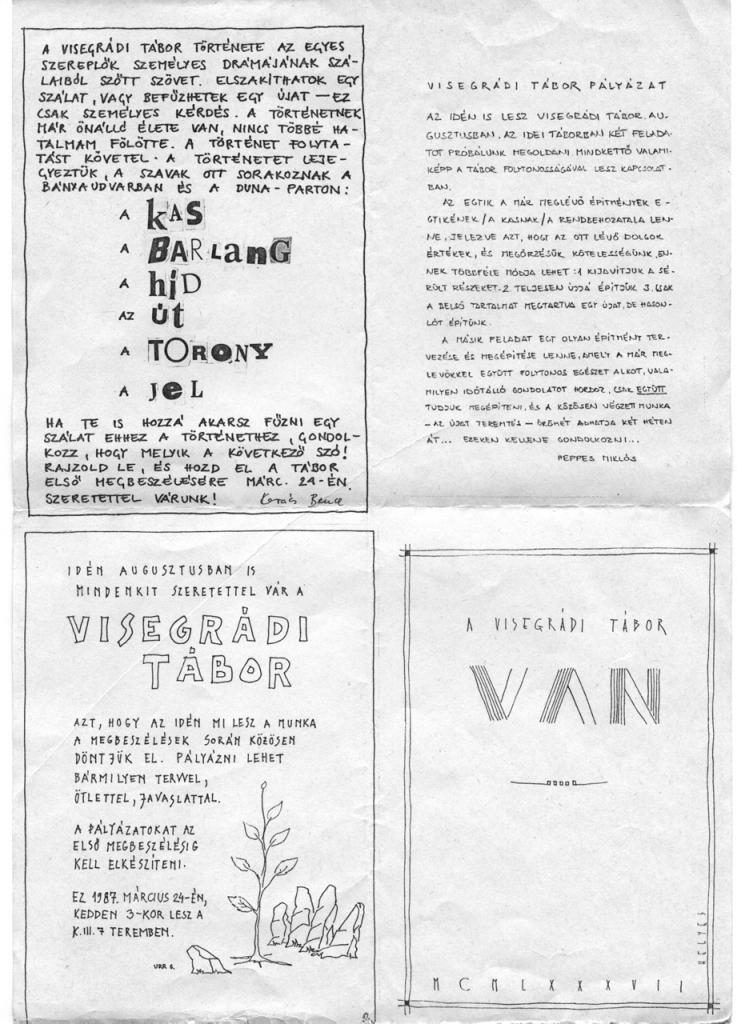 A VISEGRÁDI TÁBOR TÖRTÉNETE AZ EGYES
SZEREPLŐK SZEMÉLYES DRÁMÁJÁNAK SZÁ-
LAIBÓL SZŐTT SZÖVET. ELSZAKÍTHATOK EGY
SZÁLAT, VAGY BEFŰZHETEK EGY ÚJAT – EZ
CSAK SZEMÉLYES KÉRDÉS. A TÖRTÉNETNEK
MÁR ÖNÁLLÓ ÉLETE VAN, NINCS TÖBBÉ HA-
TALMAM FÖLÖTTE. A TÖRTÉNET FOLYTA-
TÁST KÖVETEL. A TÖRTÉNETET LEJE-
GYEZTÜK, A SZAVAK OTT SORAKOZNAK A
BÁNYAUDVARBAN ÉS A DUNA-PARTON:
A KAS
A BARLANG
A HÍD
AZ ÚT
A TORONY
A JEL
HA TE IS HOZZÁ AKARSZ FŰZNI EGY
SZÁLAT EHHEZ A TÖRTÉNETHEZ, GONDOL-
KOZZ, HOGY MELYIK A KÖVETKEZŐ SZÓ!
RAJZOLD LE, ÉS HOZD EL A TÁBOR
ELSŐ MEGBESZÉLÉSÉRE MÁRC. 24-ÉN.
SZERETETTEL VÁRUNK! Kovács Bence
VISEGRÁDI TÁBOR PÁLYÁZAT
AZ IDÉN IS LESZ VISEGRÁDI TÁBOR, AU-
GUSZTUSBAN. AZ IDEI TÁBORBAN KÉT FELADA-
TOT PRÓBÁLUNK MEGOLDANI. MINDKETTŐ VALAMI-
KÉPP A TÁBOR FOLYTONOSSÁGÁVAL LESZ KAPCSOLAT-
BAN.
AZ EGYIK A MÁR MEGLÉVŐ ÉPÍTMÉNYEK E-
GYIKÉNEK /A KASNAK/ A RENDBEHOZATALA LEN-
NE, JELEZVE AZT, HOGY AZ OTT LÉVŐ DOLGOK
ÉRTÉKEK, ÉS MEGŐRZÉSÜK KÖTELESSÉGÜNK, EN-
NEK TÖBBFÉLE MÓDJA LEHET: 1 KIJAVÍTJUK A SÉ-
RÜLT RÉSZEKET. 2 TELJESEN ÚJJÁ ÉPÍTJÜK 3. CSAK
A BELSŐ TARTALMAT MEGTARTVA EGY ÚJAT, DE HASON-
LÓT ÉPÍTÜNK.
A MÁSIK FELADAT EGY OLYAN ÉPÍTMÉNY TER-
VEZÉSE ÉS MEGÉPÍTÉSE LENNE, AMELY A MÁR MEG-
LEVŐKKEL EGYÜTT FOLYTONOS EGÉSZET ALKOT, VALA-
MILYEN IDŐTÁLLÓ GONDOLATOT HORDOZ, CSAK EGYÜTT
TUDJUK MEGÉPÍTENI, ÉS A KÖZÖSEN VÉGZETT MUNKA
– AZ ÚJAT TEREMTÉS – ÖRÖMÉT ADHATJA KÉT HÉTEN
ÁT... EZEKEN KELLENE GONDOLKOZNI...
HEPPES MIKLÓS
IDÉN AUGUSZTUSBAN IS
MINDENKIT SZERETETTEL VÁR A
VISEGRÁDI
TÁBOR
AZT, HOGY AZ IDÉN MI LESZ A MUNKA
A MEGBESZÉLÉSEK SORÁN KÖZÖSEN
DÖNTJÜK EL. PÁLYÁZNI LEHET
BÁRMILYEN TERVVEL,
ÖTLETTEL, JAVASLATTAL.
A PÁLYÁZATOKAT AZ
ELSŐ MEGBESZÉLÉSIG
KELL ELKÉSZÍTENI.
EZ 1987. MÁRCIUS 24-ÉN,
KEDDEN 3-KOR LESZ A
K.III.7 TEREMBEN.
URR G.
A VISEGRÁDI TÁBOR
VAN
HELYES
MCMLXXXVII